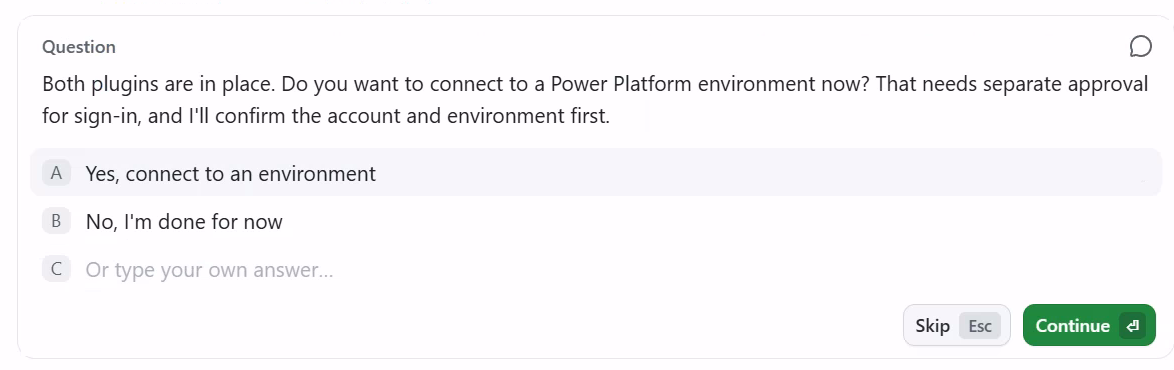 Question
Both plugins are in place. Do you want to connect to a Power Platform environment now? That needs separate approval
for sign-in, and I'll confirm the account and environment first.
A Yes, connect to an environment
B No, I'm done for now
C Or type your own answer...
Skip Esc Continue